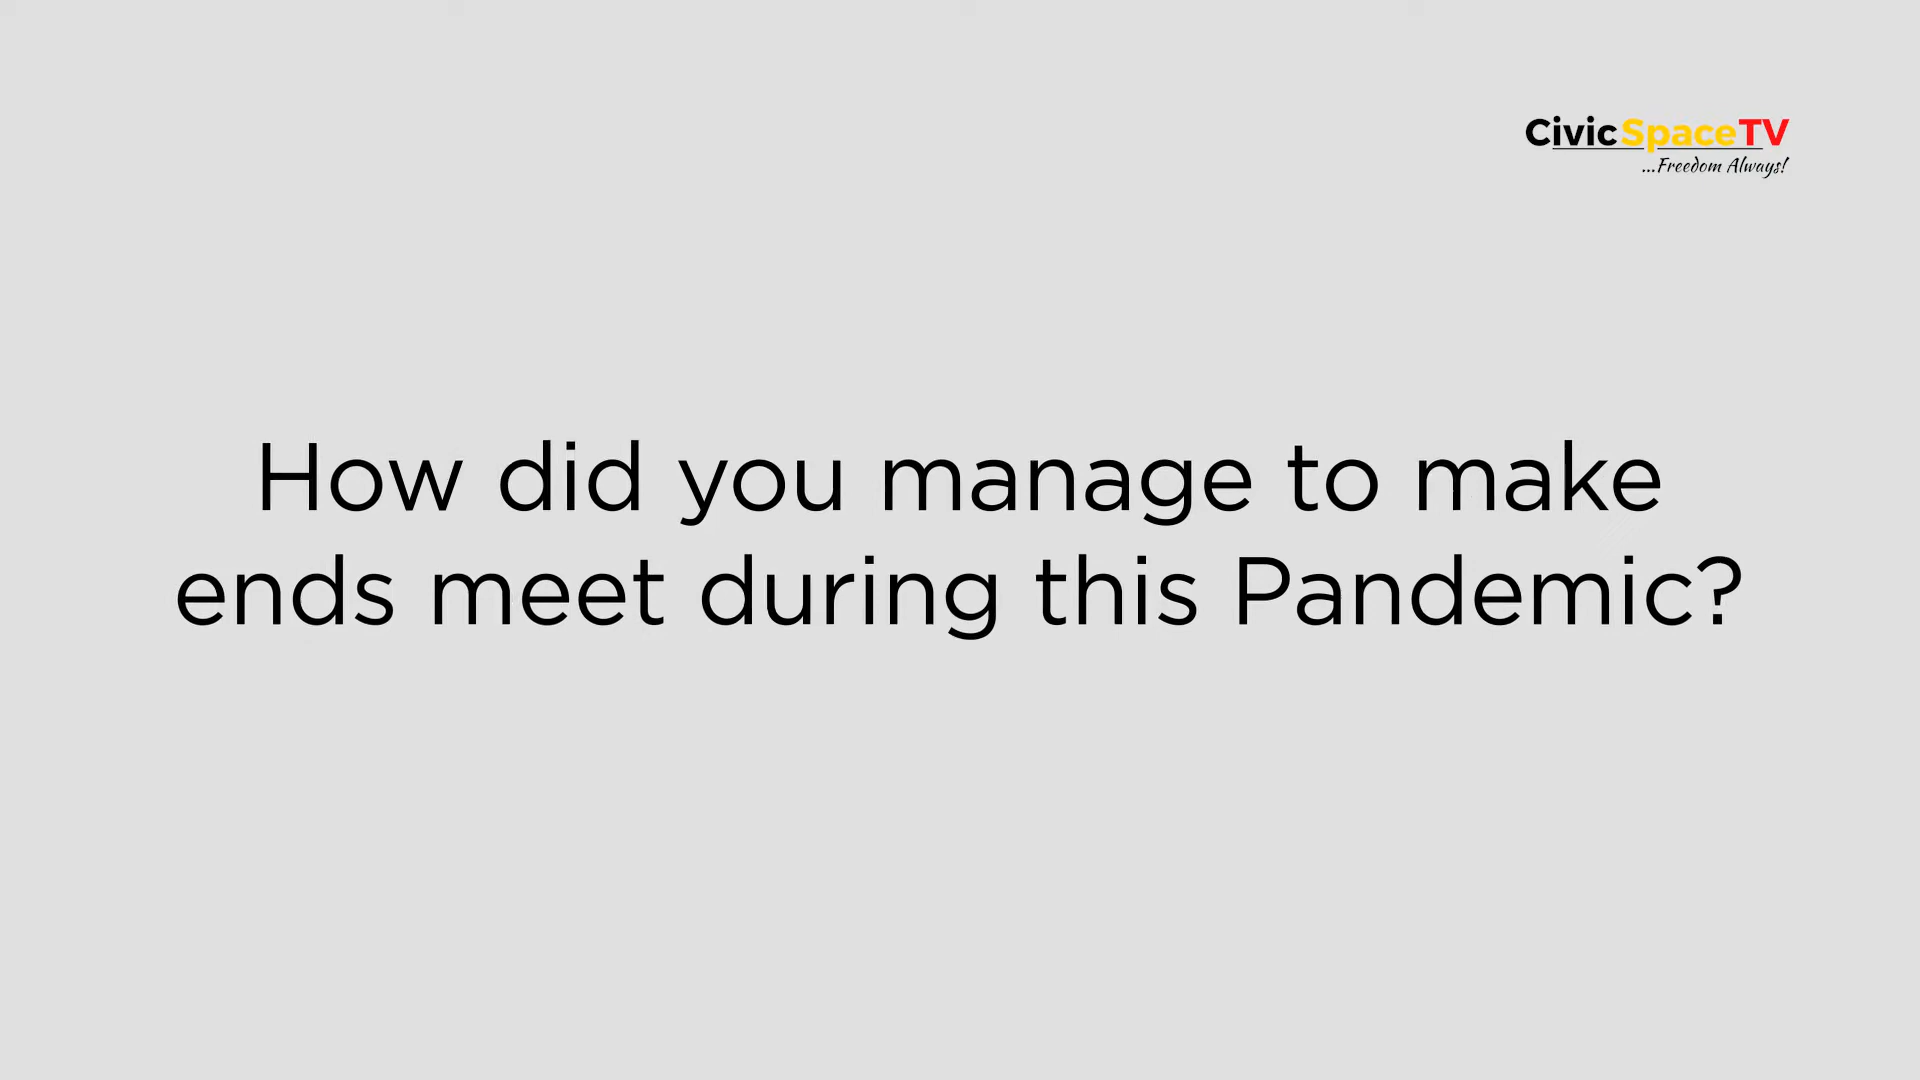 CivicSpaceTV
...Freedom Always!
How did you manage to make
ends meet during this Pandemic?